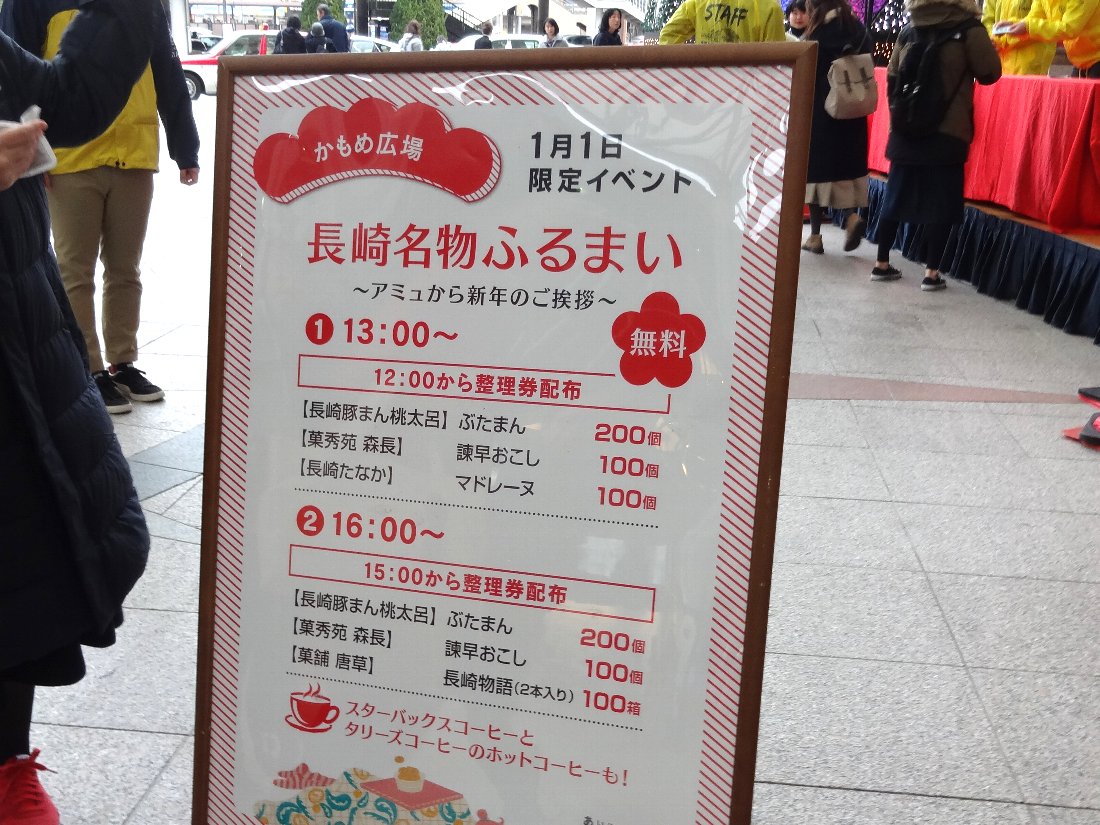 STAFF
かもめ広場
1月1日
限定イベント
長崎名物ふるまい
～アミュから新年のご挨拶～
無料
1 13:00～
12:00から整理券配布
【長崎豚まん桃太呂】 ぶたまん 200個
【菓秀苑 森長】 諫早おこし 100個
【長崎たなか】 マドレーヌ 100個
2 16:00～
15:00から整理券配布
【長崎豚まん桃太呂】 ぶたまん 200個
【菓秀苑 森長】 諫早おこし 100個
【菓舗 唐草】 長崎物語(2本入り) 100箱
スターバックスコーヒーと
タリーズコーヒーのホットコーヒーも!